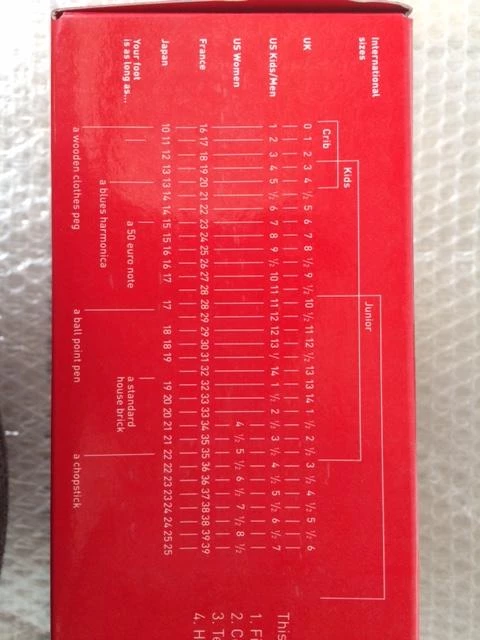 International
sizes
Junior
Kids
Crib
UK 0 1 2 3 4 ½ 5 6 7 8 ½ 9 ½ 10 ½ 11 12 ½ 13 13 14 1 ½ 2 ½ 3 ½ 4 ½ 5 ½ 6
US Kids/Men 1 2 3 4 5 ½ 6 7 8 9 ½ 10 11 11 12 12 13 14 1 ½ 2 ½ 3 ½ 4 ½ 5 ½ 6 ½ 7
US Women 4 ½ 5 ½ 6 ½ 7 ½ 8 ½
France 16 17 18 19 20 21 22 23 24 25 26 27 28 28 29 29 30 31 32 32 33 33 34 35 35 36 36 37 38 38 39 39
Japan 10 11 12 13 13 14 14 15 15 16 16 17 17 18 18 19 19 20 20 21 21 22 22 23 23 24 24 25 25
Your foot
is as long as...
a 50 euro note
a standard
house brick
a blues harmonica
a wooden clothes peg
a ball point pen
a chopstick
1.
2.
3.
4.